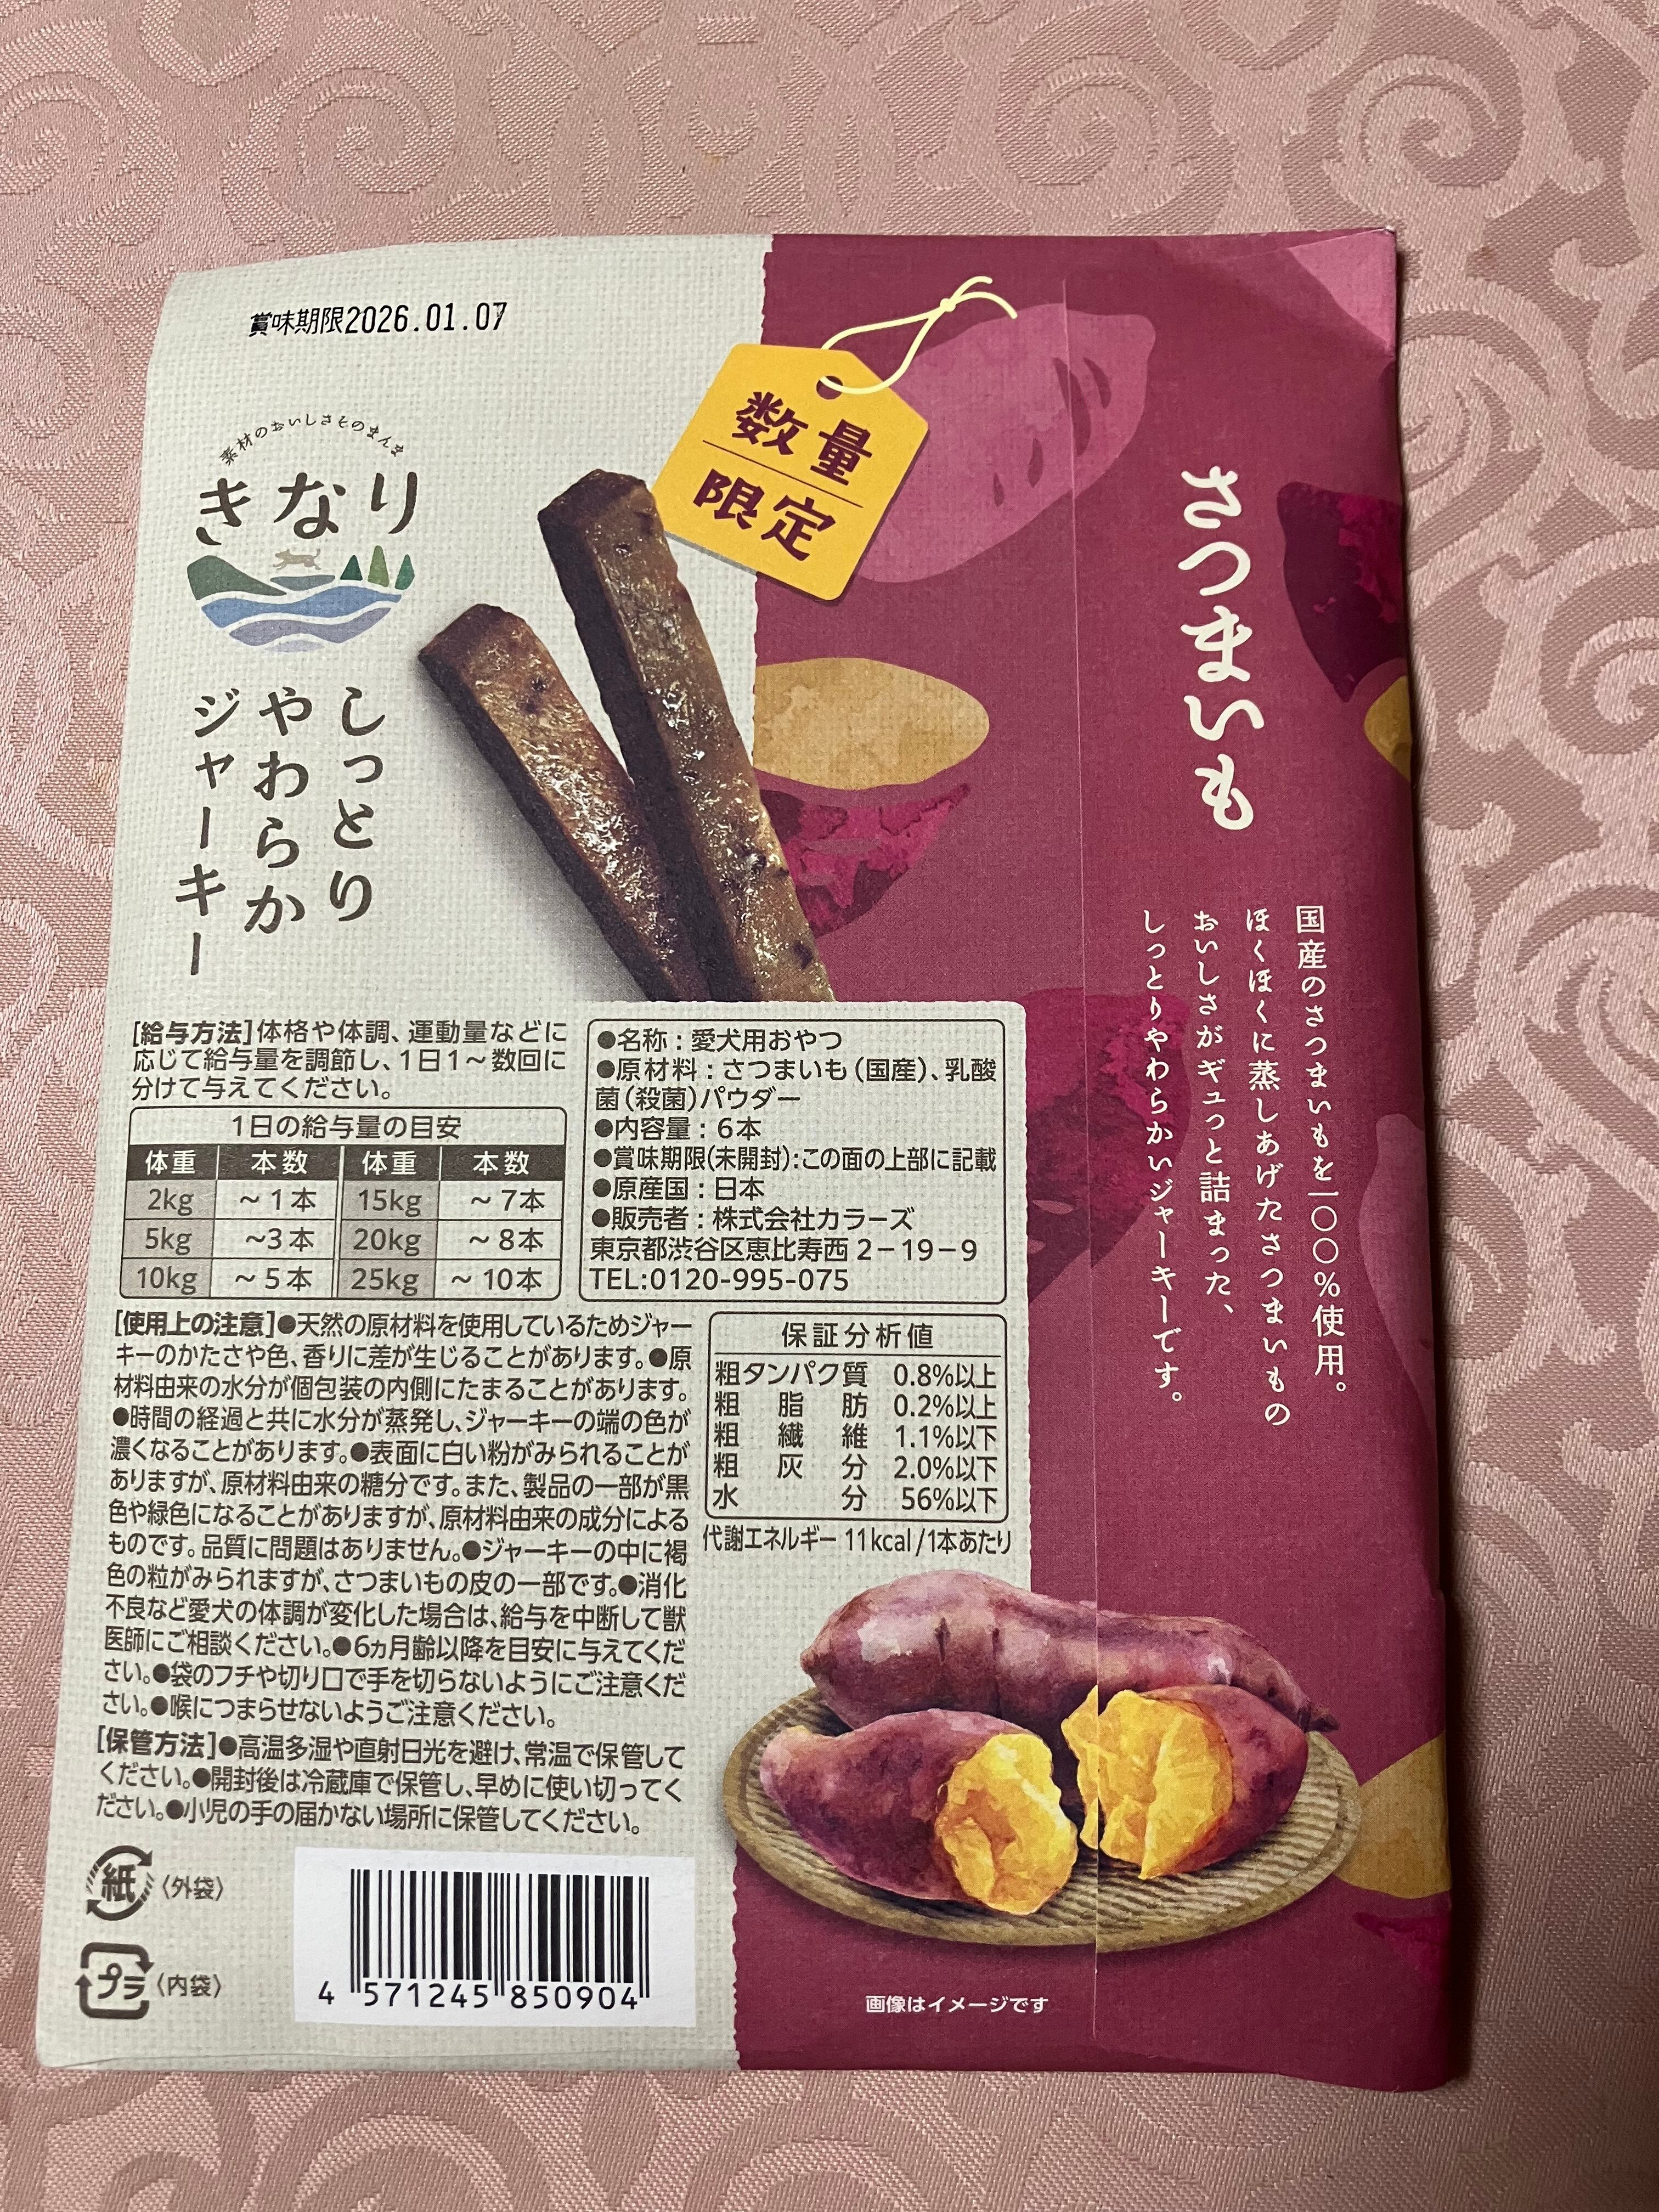 賞味期限2026.01.07
素材のおいしさそのまんま
きなり
しっとり
やわらか
ジャーキー
数量
限定
さつまいも
国産のさつまいもを一〇〇％使用。
ほくほくに蒸しあげたさつまいもの
おいしさがギュっと詰まった、
しっとりやわらかいジャーキーです。
[給与方法]体格や体調、運動量などに
応じて給与量を調節し、1日1～数回に
分けて与えてください。
1日の給与量の目安
体重 本数 体重 本数
2kg ～1本 15kg ～7本
5kg ～3本 20kg ～8本
10kg ～5本 25kg ～10本
●名称：愛犬用おやつ
●原材料：さつまいも(国産)、乳酸
菌(殺菌)パウダー
●内容量：6本
●賞味期限(未開封):この面の上部に記載
●原産国：日本
●販売者：株式会社カラーズ
東京都渋谷区恵比寿西2－19－9
TEL:0120-995-075
[使用上の注意]●天然の原材料を使用しているためジャー
キーのかたさや色、香りに差が生じることがあります。●原
材料由来の水分が個包装の内側にたまることがあります。
●時間の経過と共に水分が蒸発し、ジャーキーの端の色が
濃くなることがあります。●表面に白い粉がみられることが
ありますが、原材料由来の糖分です。また、製品の一部が黒
色や緑色になることがありますが、原材料由来の成分による
ものです。品質に問題はありません。●ジャーキーの中に褐
色の粒がみられますが、さつまいもの皮の一部です。●消化
不良など愛犬の体調が変化した場合は、給与を中断して獣
医師にご相談ください。●6ヵ月齢以降を目安に与えてくだ
さい。●袋のフチや切り口で手を切らないようにご注意くだ
さい。●喉につまらせないようご注意ください。
[保管方法]●高温多湿や直射日光を避け、常温で保管して
ください。●開封後は冷蔵庫で保管し、早めに使い切ってく
ださい。●小児の手の届かない場所に保管してください。
保証分析値
粗タンパク質 0.8%以上
粗脂肪 0.2%以上
粗繊維 1.1%以下
粗灰分 2.0%以下
水分 56%以下
代謝エネルギー 11kcal/1本あたり
紙〈外袋〉
プラ〈内袋〉
4 571245 850904
画像はイメージです